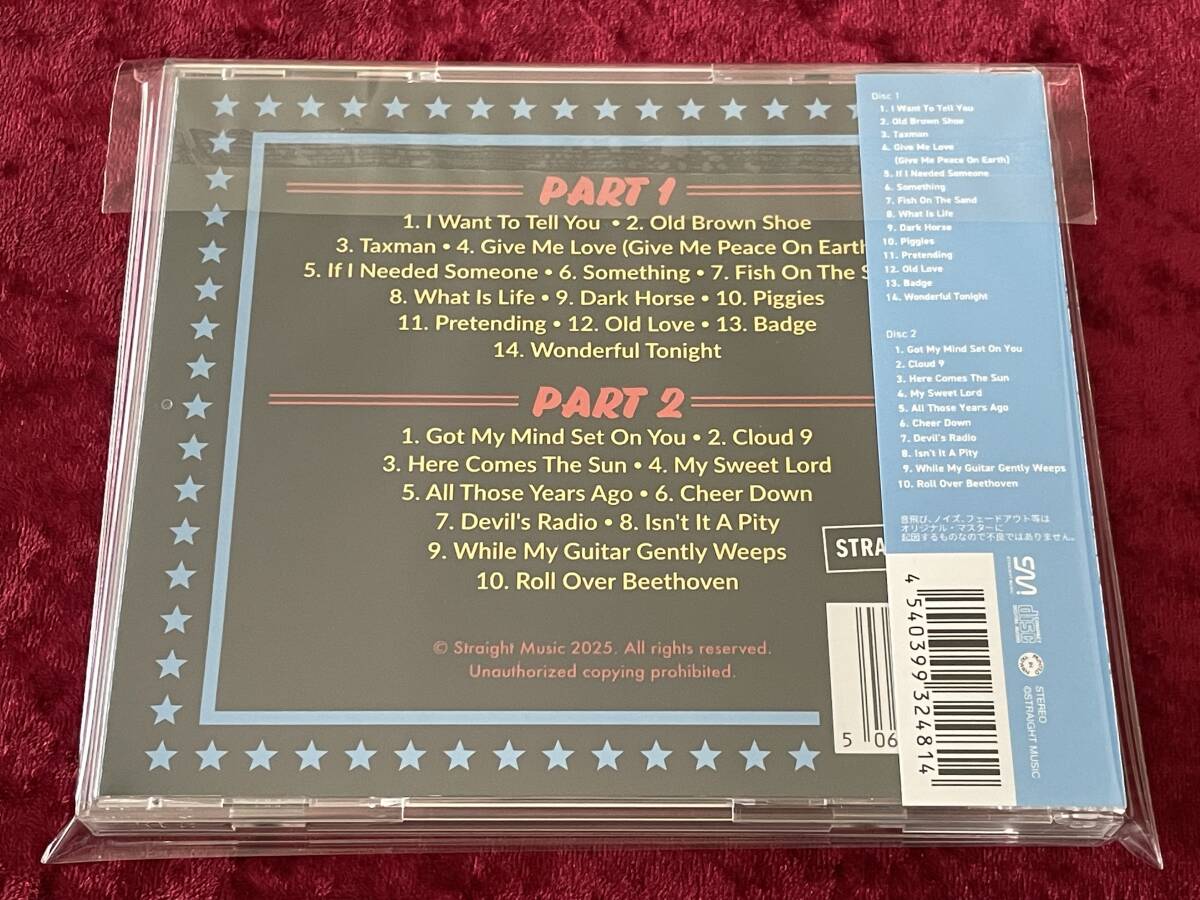 PART 1
1. I Want To Tell You • 2. Old Brown Shoe
3. Taxman • 4. Give Me Love (Give Me Peace On Earth
5. If I Needed Someone • 6. Something • 7. Fish On The S
8. What Is Life • 9. Dark Horse • 10. Piggies
11. Pretending • 12. Old Love • 13. Badge
14. Wonderful Tonight
PART 2
1. Got My Mind Set On You • 2. Cloud 9
3. Here Comes The Sun • 4. My Sweet Lord
5. All Those Years Ago • 6. Cheer Down
7. Devil's Radio • 8. Isn't It A Pity
9. While My Guitar Gently Weeps
10. Roll Over Beethoven
STRA
© Straight Music 2025. All rights reserved.
Unauthorized copying prohibited.
5 06
Disc 1
1. I Want To Tell You
2. Old Brown Shoe
3. Taxman
4. Give Me Love
(Give Me Peace On Earth)
5. If I Needed Someone
6. Something
7. Fish On The Sand
8. What Is Life
9. Dark Horse
10. Piggies
11. Pretending
12. Old Love
13. Badge
14. Wonderful Tonight
Disc 2
1. Got My Mind Set On You
2. Cloud 9
3. Here Comes The Sun
4. My Sweet Lord
5. All Those Years Ago
6. Cheer Down
7. Devil's Radio
8. Isn't It A Pity
9. While My Guitar Gently Weeps
10. Roll Over Beethoven
音飛び、ノイズ、フェードアウト等は
オリジナル・マスターに
起因するものなので不良ではありません。
4 540399 324814
SM
STRAIGHT MUSIC
COMPACT
disc
DIGITAL AUDIO
STEREO
©STRAIGHT MUSIC